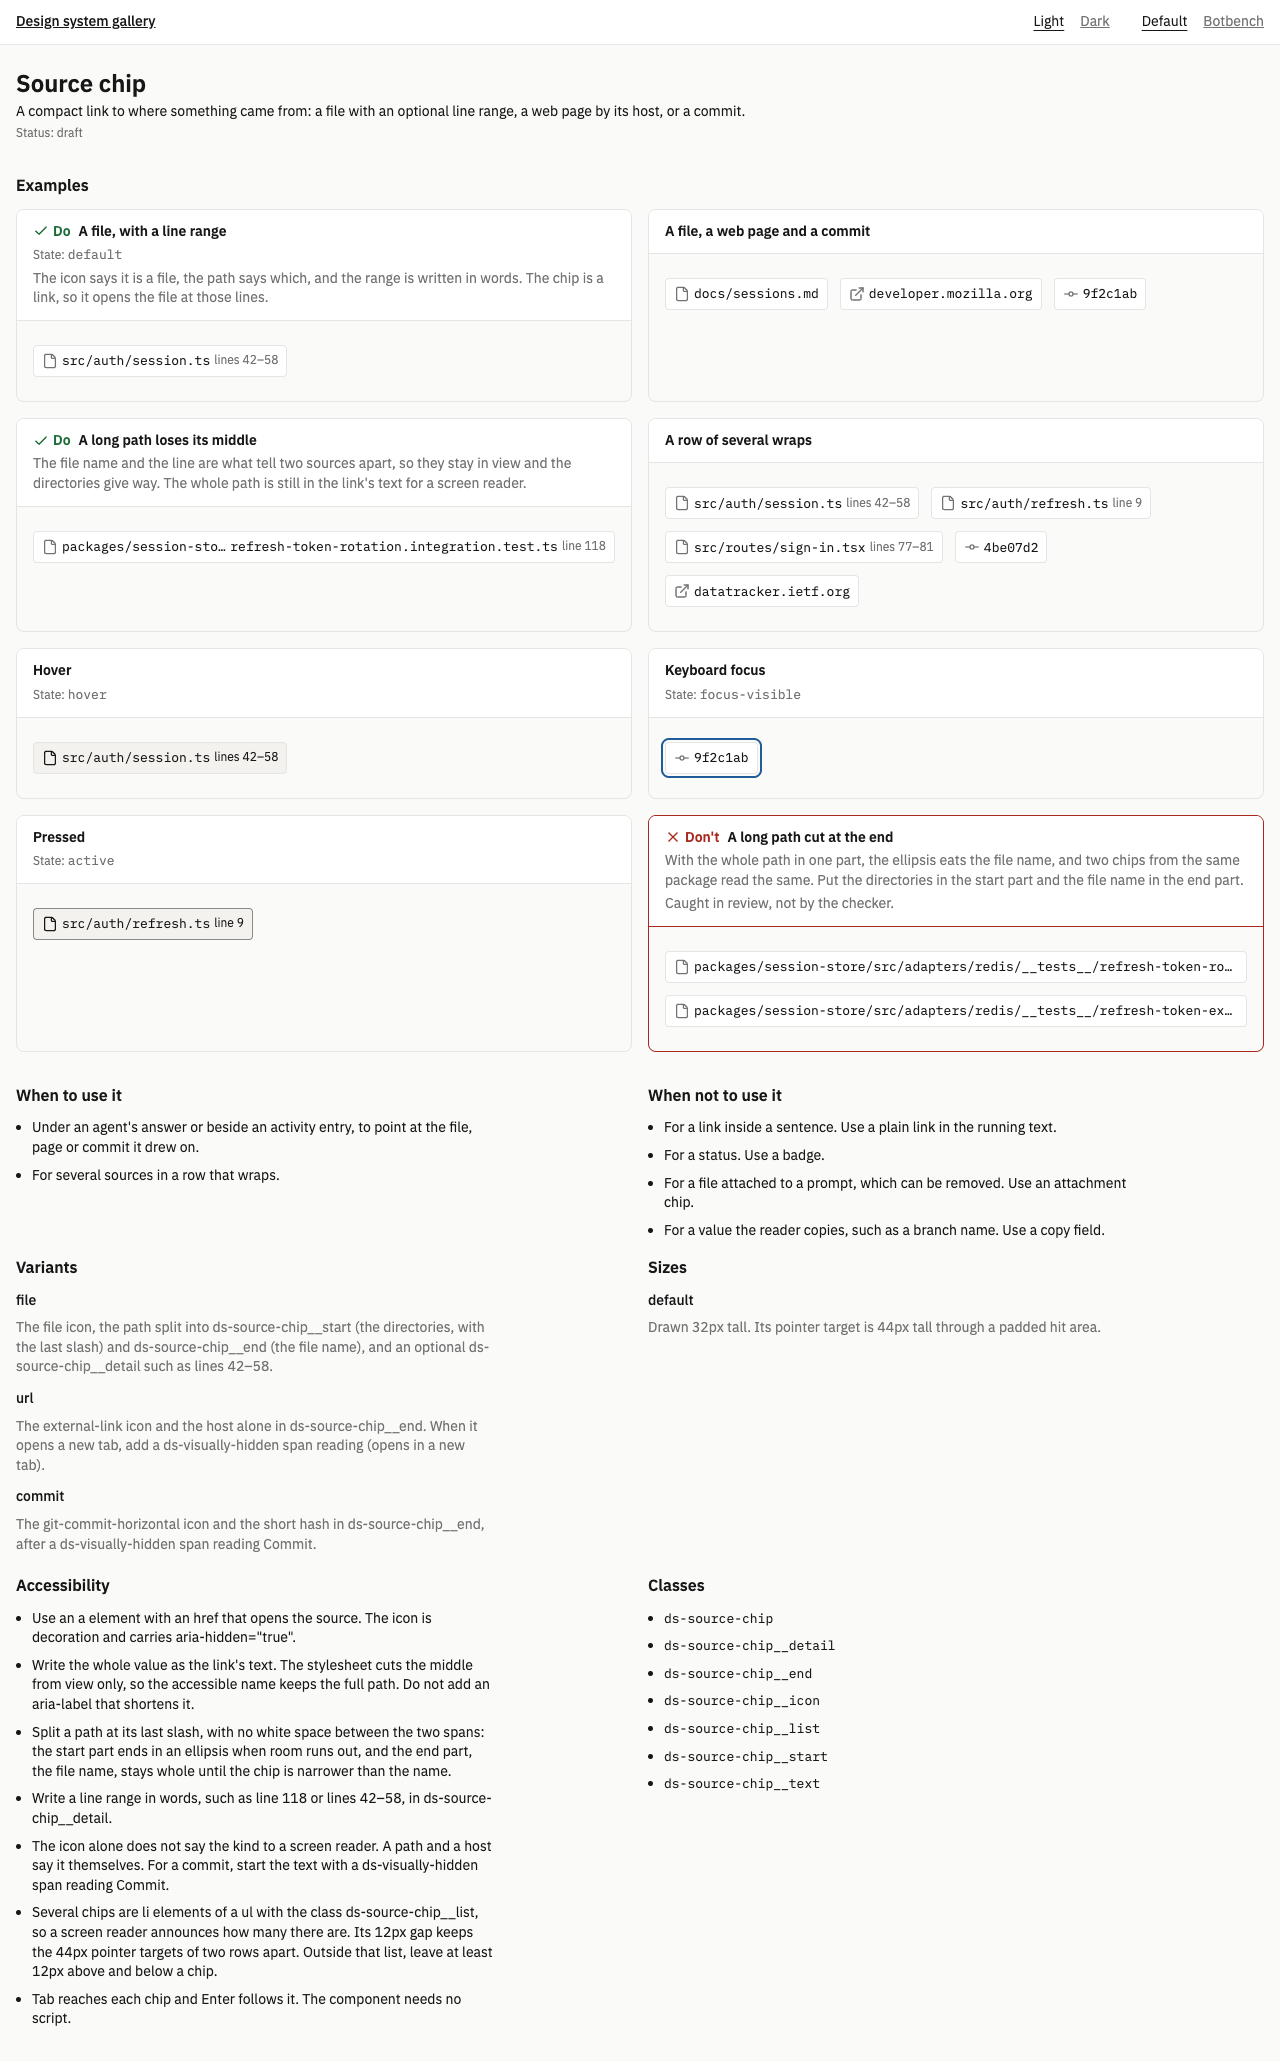 Design system gallery
Light Dark Default Botbench
Source chip
A compact link to where something came from: a file with an optional line range, a web page by its host, or a commit.
Status: draft
Examples
Do A file, with a line range
State: default
The icon says it is a file, the path says which, and the range is written in words. The chip is a
link, so it opens the file at those lines.
src/auth/session.ts lines 42–58
A file, a web page and a commit
docs/sessions.md developer.mozilla.org 9f2c1ab
Do A long path loses its middle
The file name and the line are what tell two sources apart, so they stay in view and the
directories give way. The whole path is still in the link's text for a screen reader.
packages/session-sto… refresh-token-rotation.integration.test.ts line 118
A row of several wraps
src/auth/session.ts lines 42–58 src/auth/refresh.ts line 9
src/routes/sign-in.tsx lines 77–81 4be07d2
datatracker.ietf.org
Hover
State: hover
src/auth/session.ts lines 42–58
Keyboard focus
State: focus-visible
9f2c1ab
Pressed
State: active
src/auth/refresh.ts line 9
Don't A long path cut at the end
With the whole path in one part, the ellipsis eats the file name, and two chips from the same
package read the same. Put the directories in the start part and the file name in the end part.
Caught in review, not by the checker.
packages/session-store/src/adapters/redis/__tests__/refresh-token-ro…
packages/session-store/src/adapters/redis/__tests__/refresh-token-ex…
When to use it
Under an agent's answer or beside an activity entry, to point at the file,
page or commit it drew on.
For several sources in a row that wraps.
When not to use it
For a link inside a sentence. Use a plain link in the running text.
For a status. Use a badge.
For a file attached to a prompt, which can be removed. Use an attachment
chip.
For a value the reader copies, such as a branch name. Use a copy field.
Variants
file
The file icon, the path split into ds-source-chip__start (the directories, with
the last slash) and ds-source-chip__end (the file name), and an optional ds-
source-chip__detail such as lines 42–58.
url
The external-link icon and the host alone in ds-source-chip__end. When it
opens a new tab, add a ds-visually-hidden span reading (opens in a new
tab).
commit
The git-commit-horizontal icon and the short hash in ds-source-chip__end,
after a ds-visually-hidden span reading Commit.
Sizes
default
Drawn 32px tall. Its pointer target is 44px tall through a padded hit area.
Accessibility
Use an a element with an href that opens the source. The icon is
decoration and carries aria-hidden="true".
Write the whole value as the link's text. The stylesheet cuts the middle
from view only, so the accessible name keeps the full path. Do not add an
aria-label that shortens it.
Split a path at its last slash, with no white space between the two spans:
the start part ends in an ellipsis when room runs out, and the end part,
the file name, stays whole until the chip is narrower than the name.
Write a line range in words, such as line 118 or lines 42–58, in ds-source-
chip__detail.
The icon alone does not say the kind to a screen reader. A path and a host
say it themselves. For a commit, start the text with a ds-visually-hidden
span reading Commit.
Several chips are li elements of a ul with the class ds-source-chip__list,
so a screen reader announces how many there are. Its 12px gap keeps
the 44px pointer targets of two rows apart. Outside that list, leave at least
12px above and below a chip.
Tab reaches each chip and Enter follows it. The component needs no
script.
Classes
ds-source-chip
ds-source-chip__detail
ds-source-chip__end
ds-source-chip__icon
ds-source-chip__list
ds-source-chip__start
ds-source-chip__text